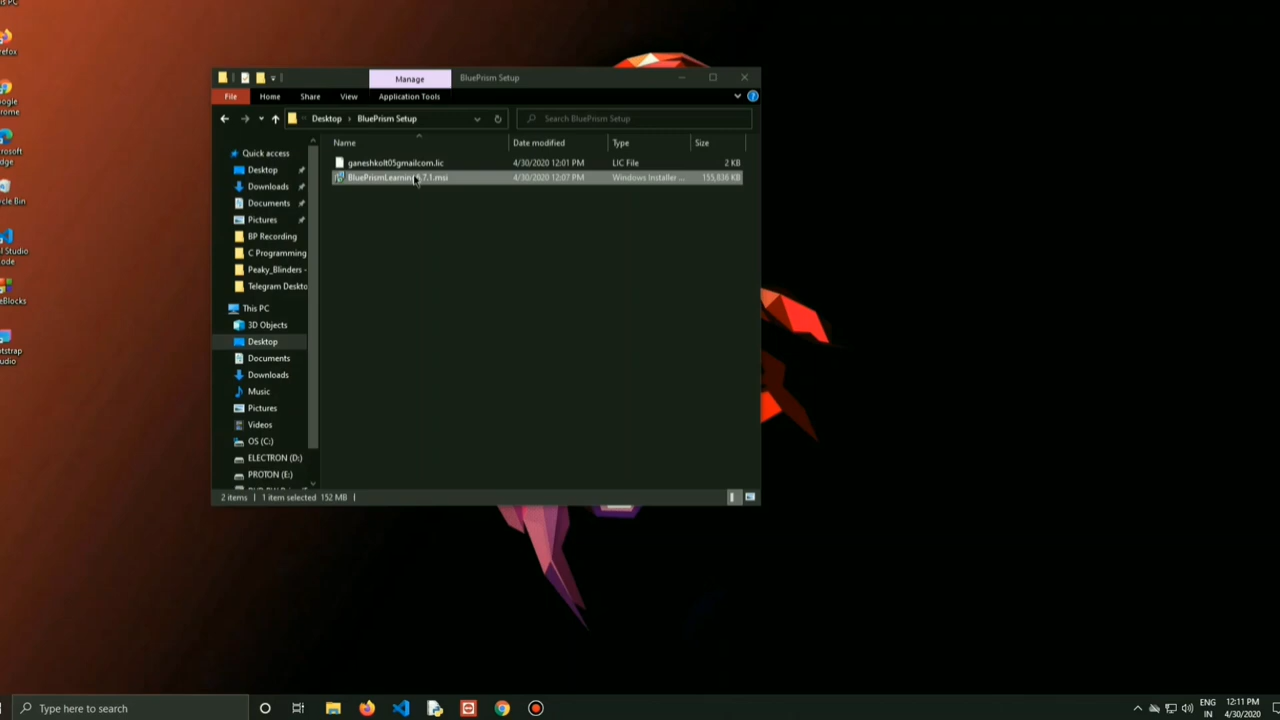 Manage
BluePrism Setup
File
Home
Share
View
Application Tools
Desktop
BluePrism Setup
Search BluePrism Setup
Name
Date modified
Type
Size
ganeshkolt05gmailcom.lic
4/30/2020 12:01 PM
LIC File
2 KB
4/30/2020 12:07 PM
Windows Installer ...
155,836 KB
Quick access
Desktop
Downloads
Documents
Pictures
BP Recording
C Programming
Peaky_Blinders -
Telegram Deskto
This PC
3D Objects
Desktop
Documents
Downloads
Music
Pictures
Videos
OS (C:)
ELECTRON (D:)
PROTON (E:)
2 items
1 item selected 152 MB
Type here to search
ENG
IN
12:11 PM
4/30/2020